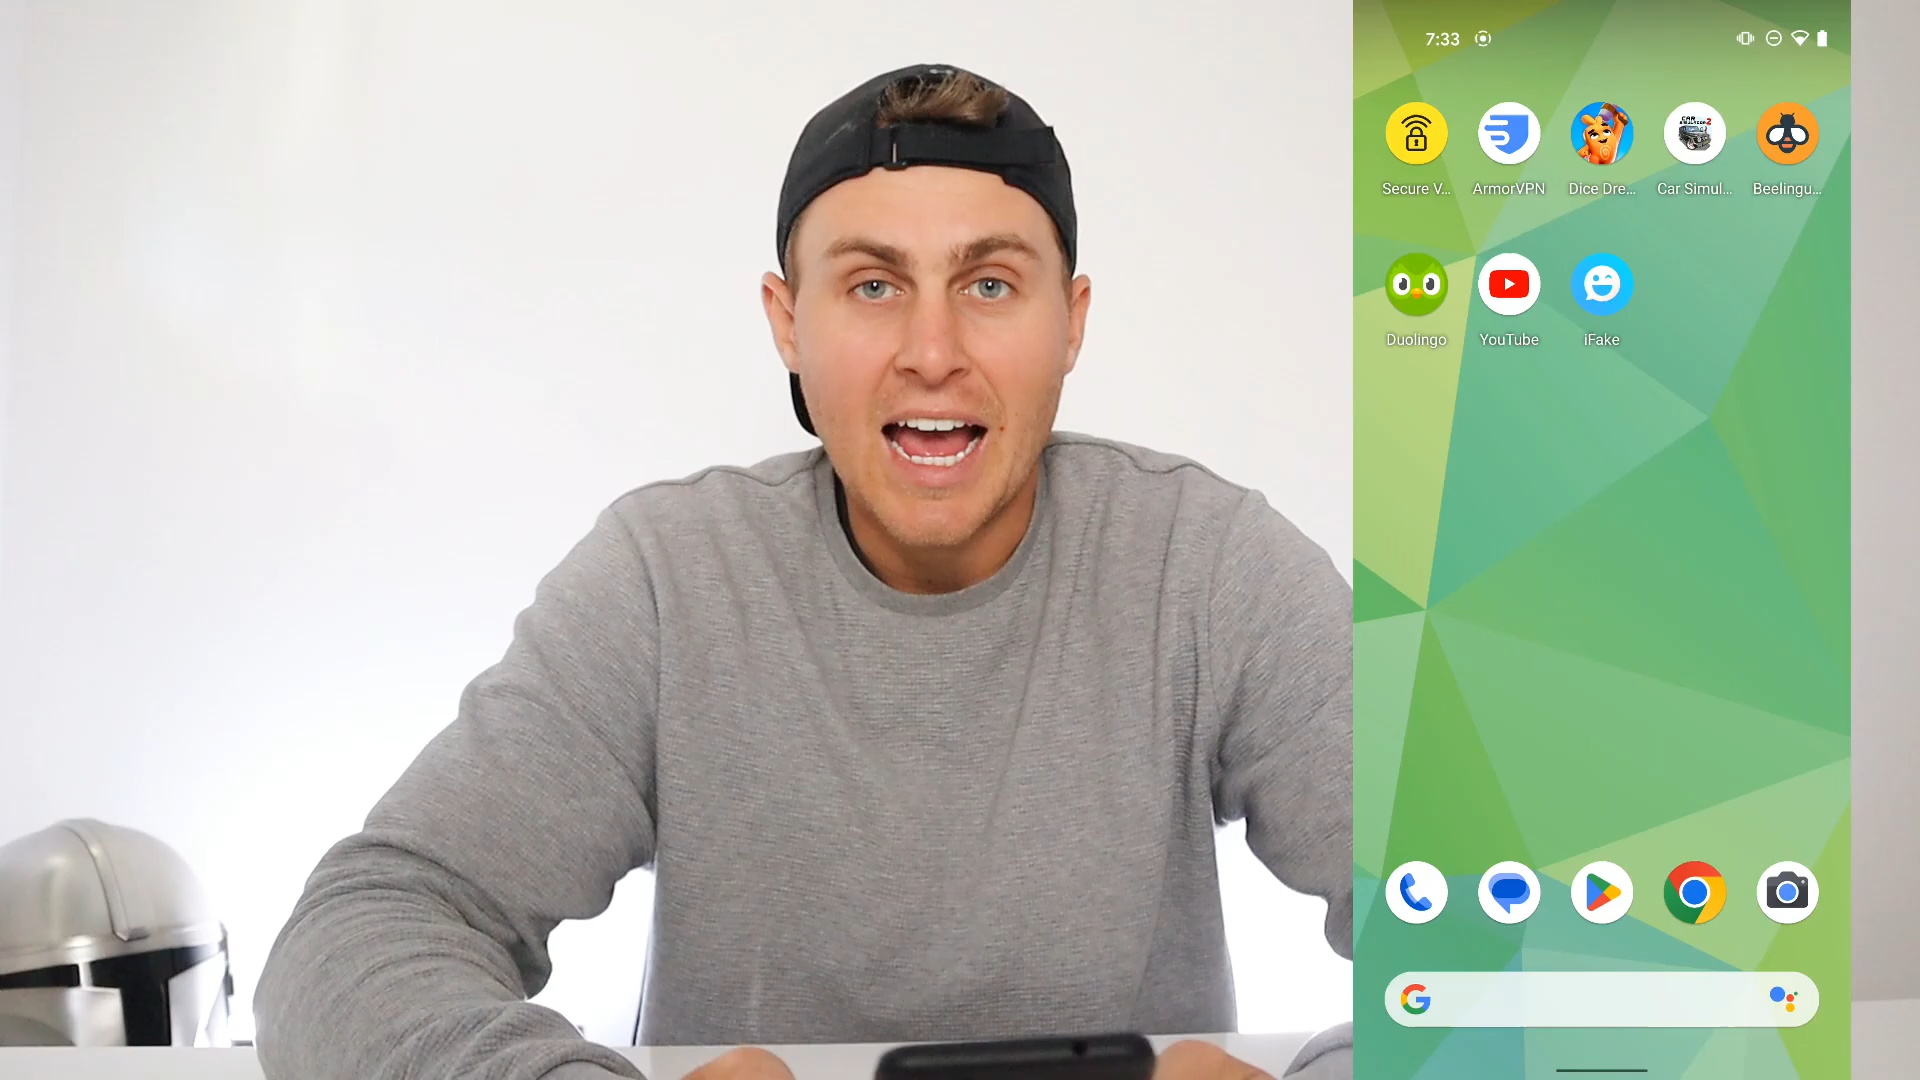 7:33
Secure V... ArmorVPN Dice Dre... Car Simul... Beelingu...
Duolingo YouTube iFake